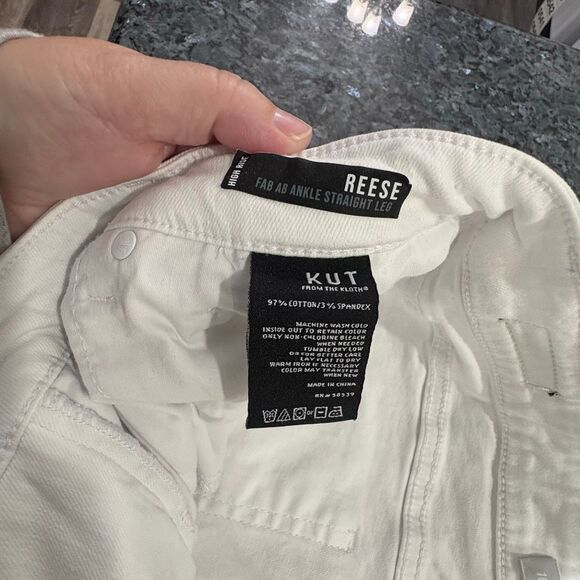 HIGH RISE
REESE
FAB AB ANKLE STRAIGHT LEG
KUT
FROM THE KLOTH®
97% COTTON/3% SPANDEX
MACHINE WASH COLD
INSIDE OUT TO RETAIN COLOR
ONLY NON-CHLORINE BLEACH
WHEN NEEDED
TUMBLE DRY LOW
OR FOR BETTER CARE
LAY FLAT TO DRY
WARM IRON IF NECESSARY
COLOR MAY TRANSFER
WHEN NEW
MADE IN CHINA
RN# 58539
or